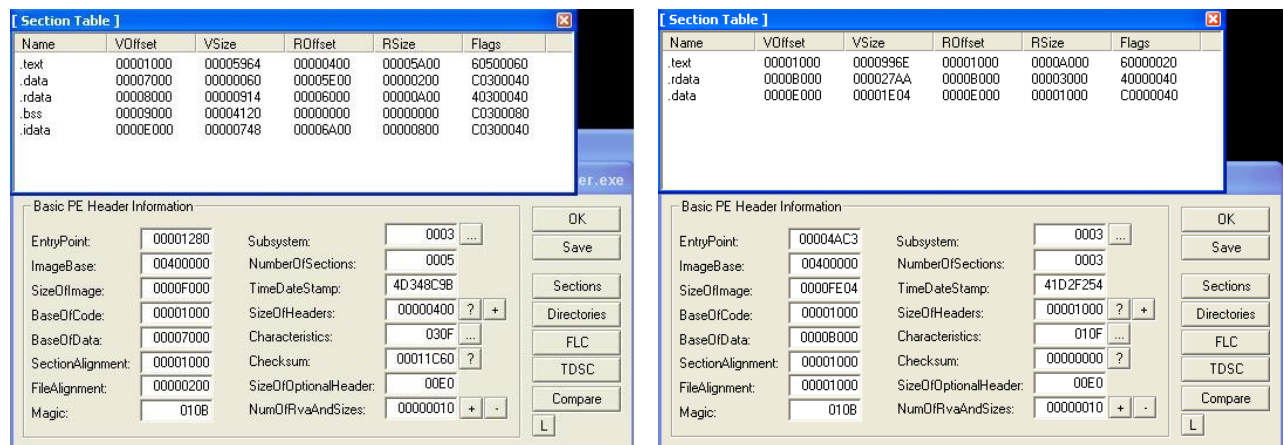 [ Section Table ]
Name VOffset VSize ROffset RSize Flags
.text 00001000 00005964 00000400 00005A00 60500060
.data 00007000 00000060 00005E00 00000200 C0300040
.rdata 00008000 00000914 00006000 00000A00 40300040
.bss 00009000 00004120 00000000 00000000 C0300080
.idata 0000E000 00000748 00006A00 00000800 C0300040
er.exe
Basic PE Header Information
EntryPoint: 00001280 Subsystem: 0003 ... OK
ImageBase: 00400000 NumberOfSections: 0005 Save
SizeOfImage: 0000F000 TimeDateStamp: 4D348C9B Sections
BaseOfCode: 00001000 SizeOfHeaders: 00000400 ? + Directories
BaseOfData: 00007000 Characteristics: 030F ... FLC
SectionAlignment: 00001000 Checksum: 00011C60 ? TDSC
FileAlignment: 00000200 SizeOfOptionalHeader: 00E0 Compare
Magic: 010B NumOfRvaAndSizes: 00000010 + - L
[ Section Table ]
Name VOffset VSize ROffset RSize Flags
.text 00001000 0000996E 00001000 0000A000 60000020
.rdata 0000B000 000027AA 0000B000 00003000 40000040
.data 0000E000 00001E04 0000E000 00001000 C0000040
Basic PE Header Information
EntryPoint: 00004AC3 Subsystem: 0003 ... OK
ImageBase: 00400000 NumberOfSections: 0003 Save
SizeOfImage: 0000FE04 TimeDateStamp: 41D2F254 Sections
BaseOfCode: 00001000 SizeOfHeaders: 00001000 ? + Directories
BaseOfData: 0000B000 Characteristics: 010F ... FLC
SectionAlignment: 00001000 Checksum: 00000000 ? TDSC
FileAlignment: 00001000 SizeOfOptionalHeader: 00E0 Compare
Magic: 010B NumOfRvaAndSizes: 00000010 + - L